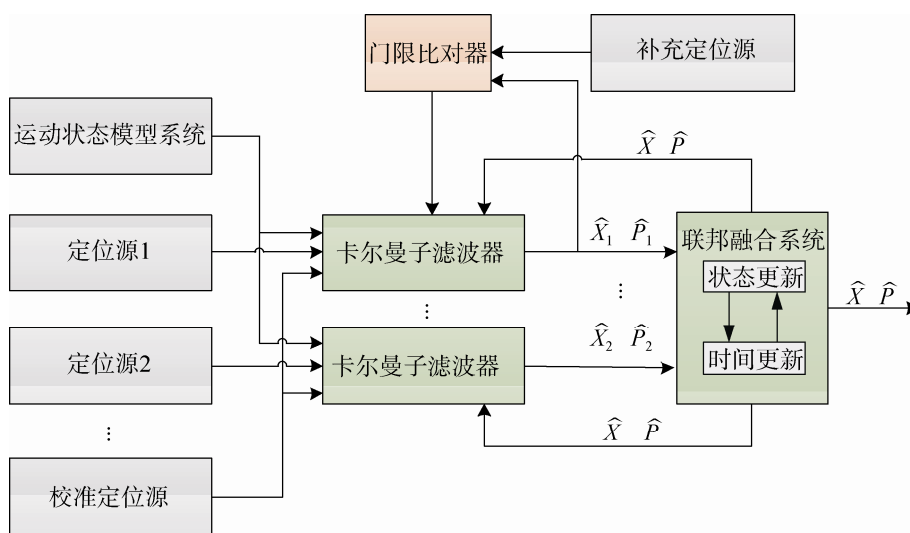 门限比对器
补充定位源
运动状态模型系统
X̂ P̂
定位源1
卡尔曼子滤波器
X̂₁ P̂₁
联邦融合系统
状态更新
⋮
⋮
X̂ P̂
定位源2
卡尔曼子滤波器
X̂₂ P̂₂
时间更新
⋮
X̂ P̂
校准定位源